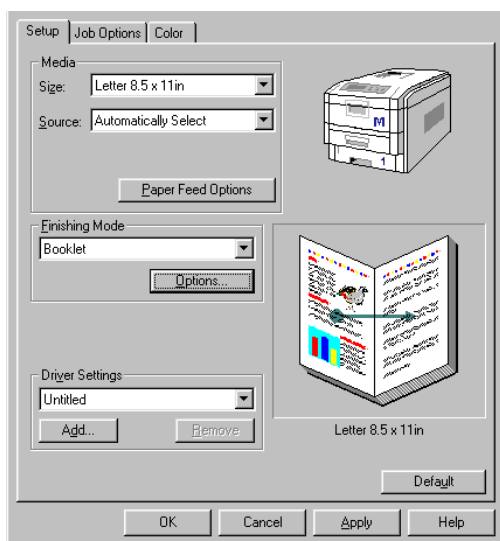 Setup Job Options Color
Media
Size: Letter 8.5 x 11in
Source: Automatically Select
Paper Feed Options
M
1
Finishing Mode
Booklet
Options...
Driver Settings
Untitled
Add... Remove
Letter 8.5 x 11in
Default
OK Cancel Apply Help